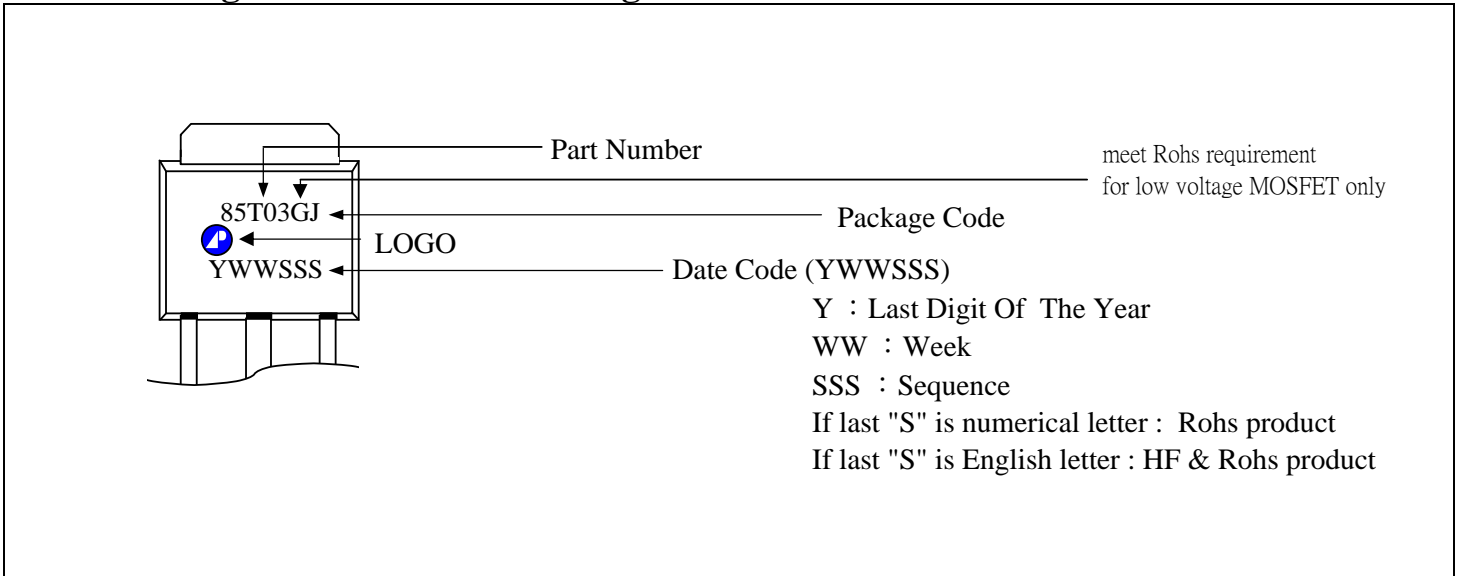 Part Number
meet Rohs requirement
for low voltage MOSFET only
85T03GJ
Package Code
LOGO
YWWSSS
Date Code (YWWSSS)
Y ：Last Digit Of The Year
WW ：Week
SSS ：Sequence
If last "S" is numerical letter : Rohs product
If last "S" is English letter : HF & Rohs product